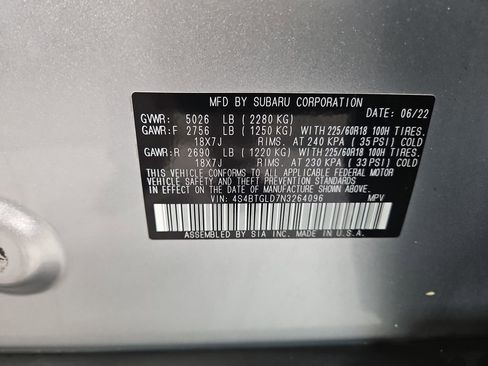 MFD BY SUBARU CORPORATION
DATE: 06/22
GVWR: 5026 LB (2280 KG)
GAWR:F 2756 LB (1250 KG) WITH 225/60R18 100H TIRES.
18X7J RIMS. AT 240 KPA (35 PSI) COLD
GAWR:R 2690 LB (1220 KG) WITH 225/60R18 100H TIRES.
18X7J RIMS. AT 230 KPA (33 PSI) COLD
THIS VEHICLE CONFORMS TO ALL APPLICABLE FEDERAL MOTOR
VEHICLE SAFETY AND BUMPER STANDARDS AND THEFT PREVENTION STANDARDS
IN EFFECT ON THE DATE OF MANUFACTURE SHOWN ABOVE.
VIN: 4S4BTGLD7N3264096 MPV
ASSEMBLED BY SIA INC. MADE IN U.S.A.